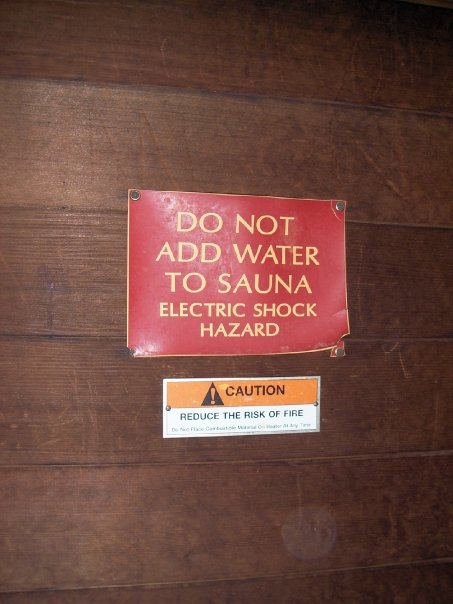 DO NOT
ADD WATER
TO SAUNA
ELECTRIC SHOCK
HAZARD
CAUTION
REDUCE THE RISK OF FIRE
Do Not Place Combustible Material On Heater At Any Time